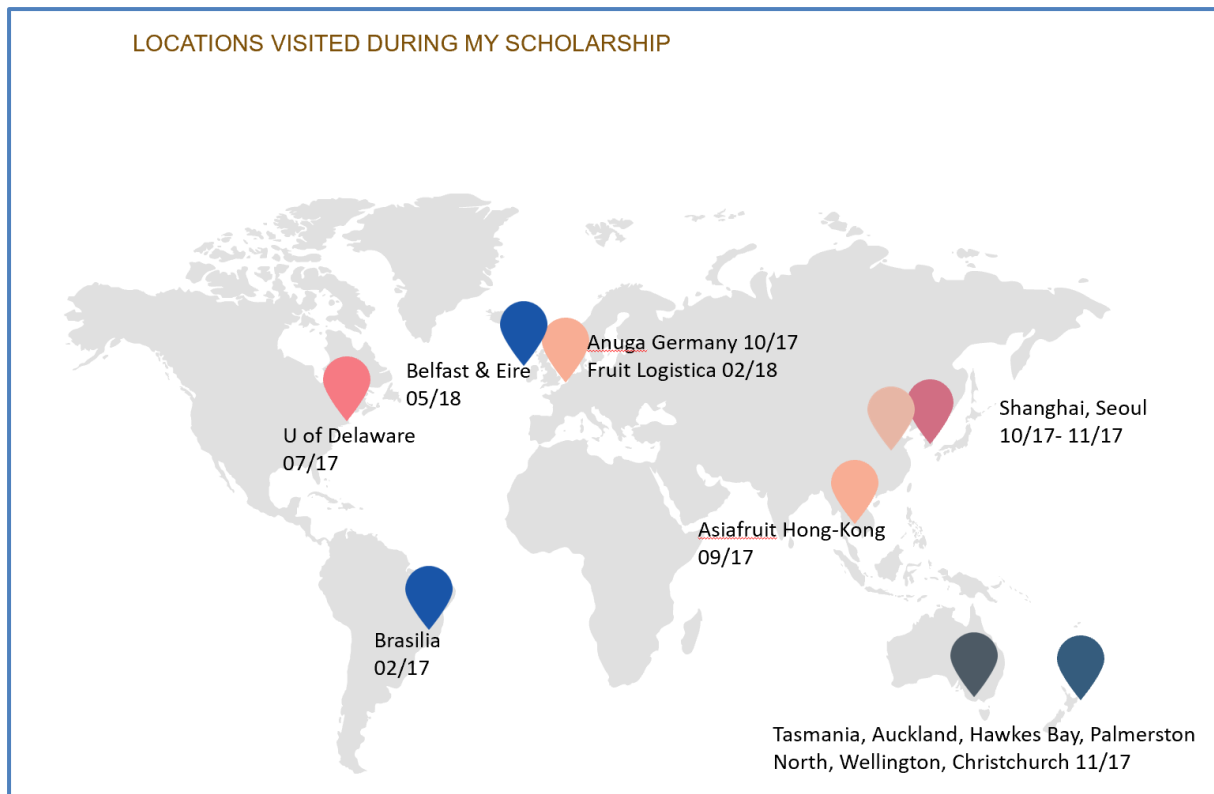 LOCATIONS VISITED DURING MY SCHOLARSHIP
Anuga Germany 10/17
Fruit Logistica 02/18
Belfast & Eire
05/18
U of Delaware
07/17
Shanghai, Seoul
10/17- 11/17
Asiafruit Hong-Kong
09/17
Brasilia
02/17
Tasmania, Auckland, Hawkes Bay, Palmerston
North, Wellington, Christchurch 11/17